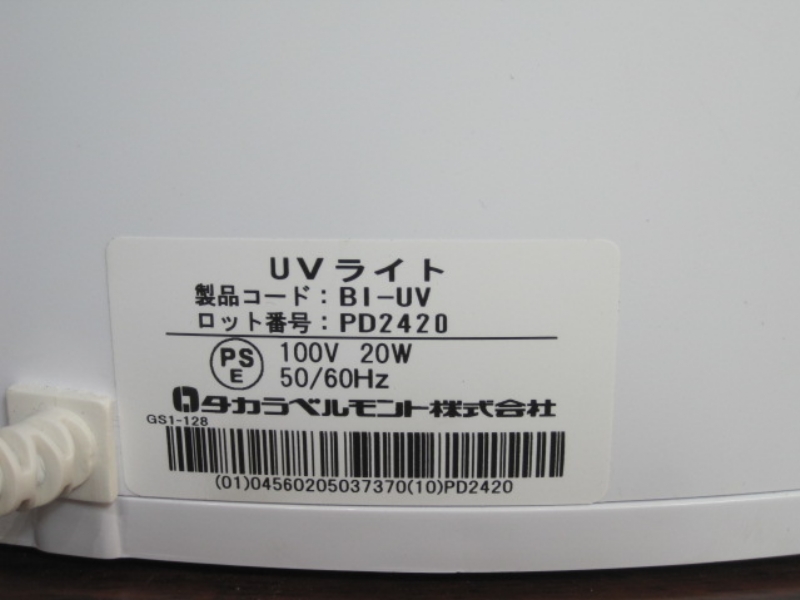 UVライト
製品コード：BI-UV
ロット番号：PD2420
PS
E
100V 20W
50/60Hz
タカラベルモント株式会社
GS1-128
(01)04560205037370(10)PD2420